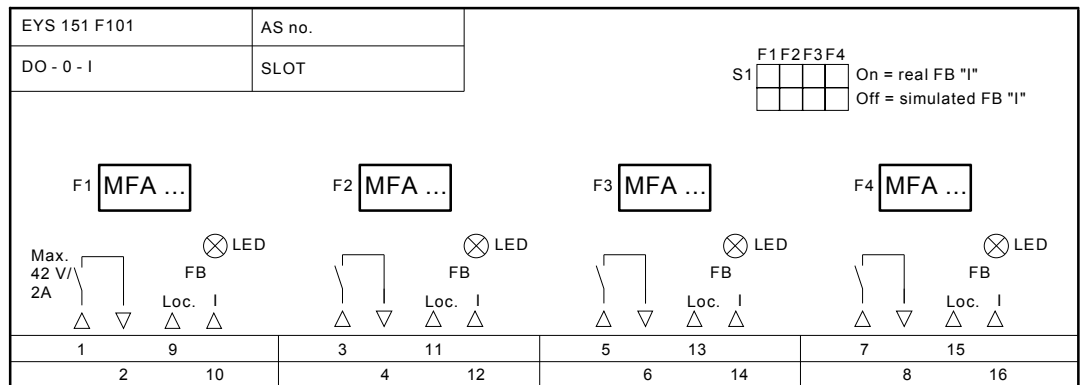 EYS 151 F101 AS no.
DO - 0 - I SLOT
F1 F2 F3 F4
S1 On = real FB "I"
Off = simulated FB "I"
F1 MFA ... F2 MFA ... F3 MFA ... F4 MFA ...
LED LED LED LED
Max.
42 V/ FB FB FB FB
2A
Loc. I Loc. I Loc. I Loc. I
1 9 3 11 5 13 7 15
2 10 4 12 6 14 8 16